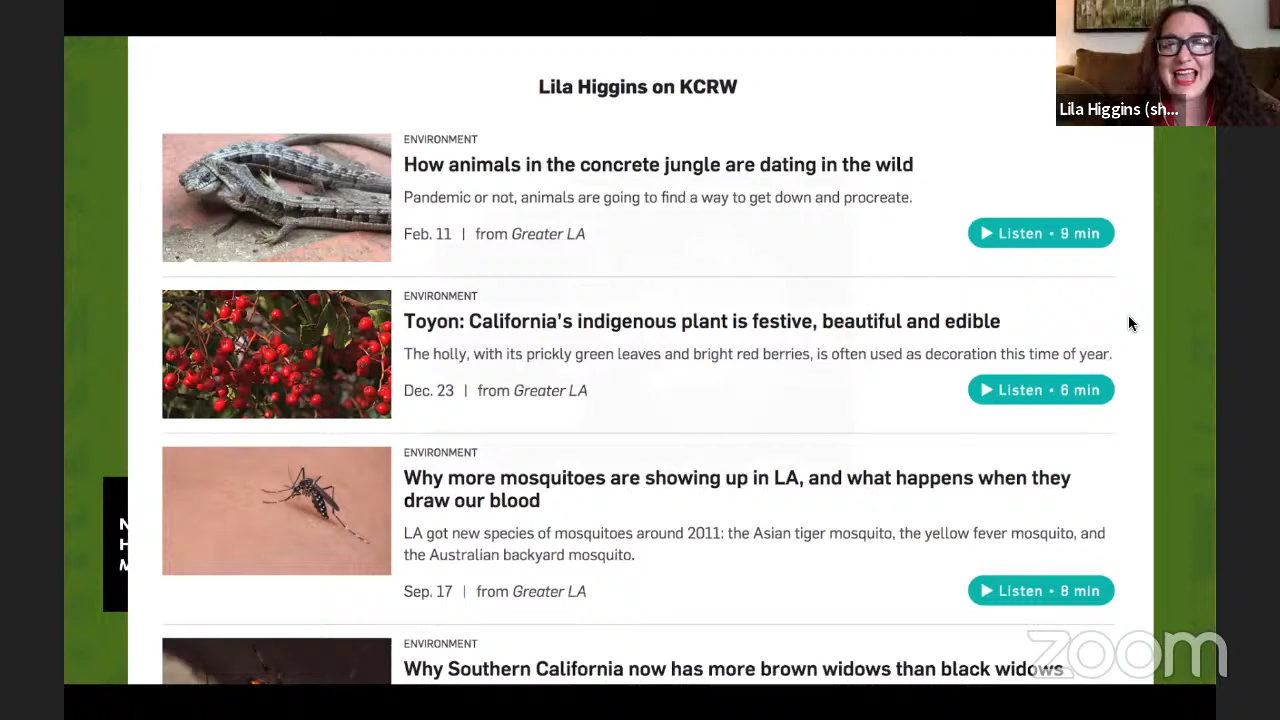 Lila Higgins on KCRW
Lila Higgins (sh...
ENVIRONMENT
How animals in the concrete jungle are dating in the wild
Pandemic or not, animals are going to find a way to get down and procreate.
Feb. 11 | from Greater LA
Listen • 9 min
ENVIRONMENT
Toyon: California's indigenous plant is festive, beautiful and edible
The holly, with its prickly green leaves and bright red berries, is often used as decoration this time of year.
Dec. 23 | from Greater LA
Listen • 6 min
ENVIRONMENT
Why more mosquitoes are showing up in LA, and what happens when they
draw our blood
LA got new species of mosquitoes around 2011: the Asian tiger mosquito, the yellow fever mosquito, and
the Australian backyard mosquito.
Sep. 17 | from Greater LA
Listen • 8 min
N
H
M
ENVIRONMENT
Why Southern California now has more brown widows than black widows
zoom